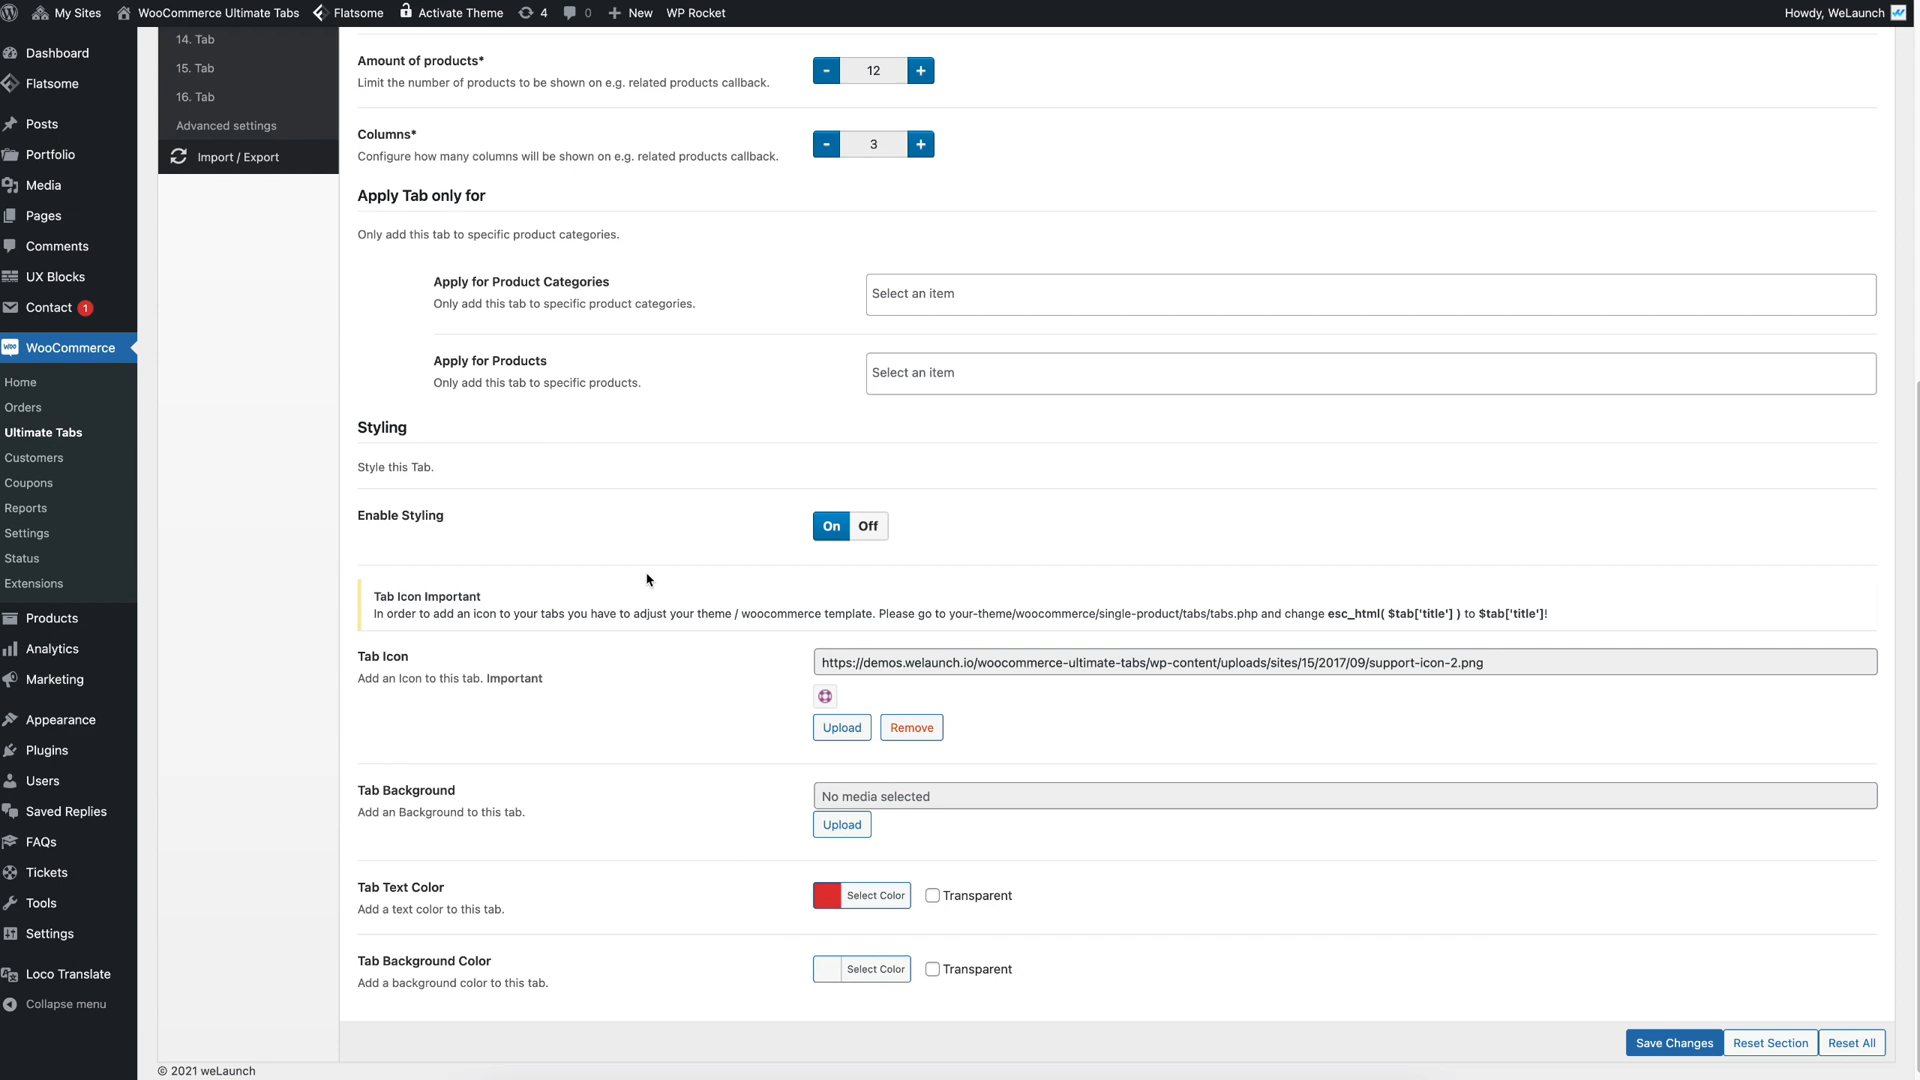 My Sites
WooCommerce Ultimate Tabs
Flatsome
Activate Theme
4
0
New
WP Rocket
Howdy, WeLaunch
Dashboard
Flatsome
Posts
Portfolio
Media
Pages
Comments
UX Blocks
Contact 1
woo WooCommerce
Home
Orders
Ultimate Tabs
Customers
Coupons
Reports
Settings
Status
Extensions
Products
Analytics
Marketing
Appearance
Plugins
Users
Saved Replies
FAQs
Tickets
Tools
Settings
Loco Translate
Collapse menu
14. Tab
15. Tab
16. Tab
Advanced settings
Import / Export
Amount of products*
Limit the number of products to be shown on e.g. related products callback.
- 12 +
Columns*
Configure how many columns will be shown on e.g. related products callback.
- 3 +
Apply Tab only for
Only add this tab to specific product categories.
Apply for Product Categories
Only add this tab to specific product categories.
Select an item
Apply for Products
Only add this tab to specific products.
Select an item
Styling
Style this Tab.
Enable Styling
On Off
Tab Icon Important
In order to add an icon to your tabs you have to adjust your theme / woocommerce template. Please go to your-theme/woocommerce/single-product/tabs/tabs.php and change esc_html( $tab['title'] ) to $tab['title']!
Tab Icon
Add an Icon to this tab. Important
https://demos.welaunch.io/woocommerce-ultimate-tabs/wp-content/uploads/sites/15/2017/09/support-icon-2.png
Upload
Remove
Tab Background
Add an Background to this tab.
No media selected
Upload
Tab Text Color
Add a text color to this tab.
Select Color
Transparent
Tab Background Color
Add a background color to this tab.
Select Color
Transparent
Save Changes
Reset Section
Reset All
© 2021 weLaunch